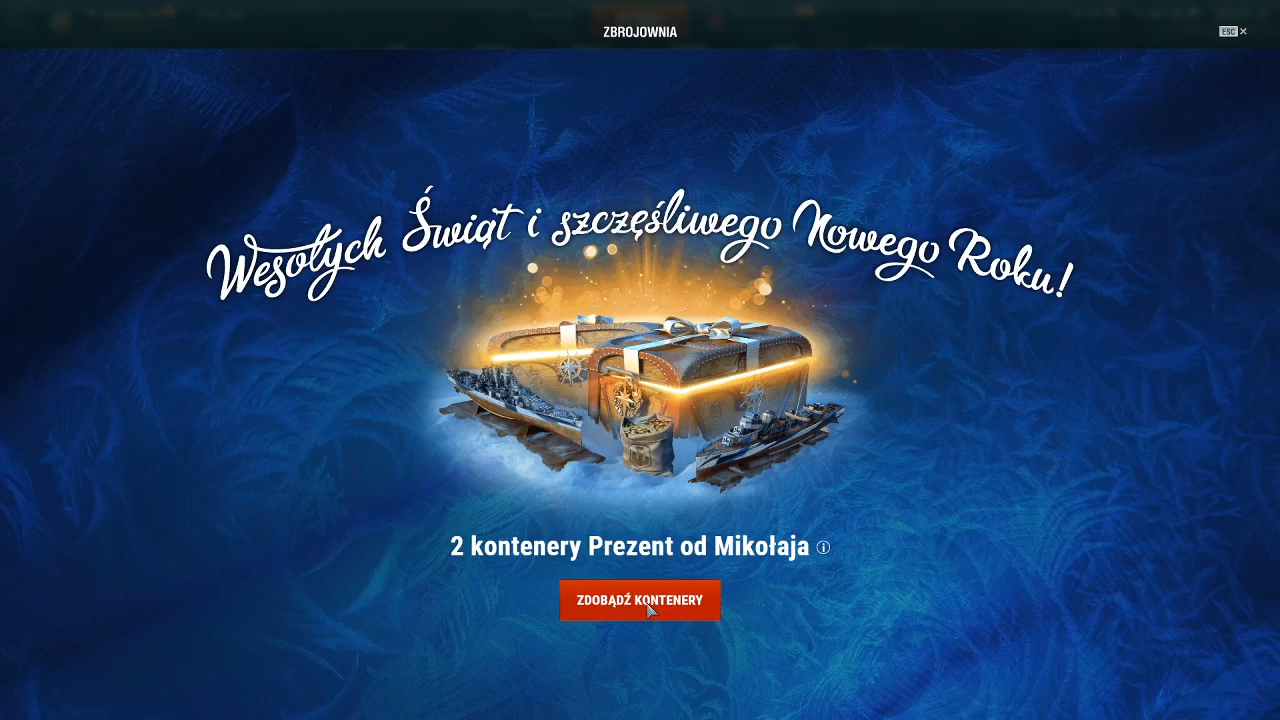 ZBROJOWNIA
ESC
Wesołych Świąt i szczęśliwego Nowego Roku!
2 kontenery Prezent od Mikołaja
ZDOBĄDŹ KONTENERY